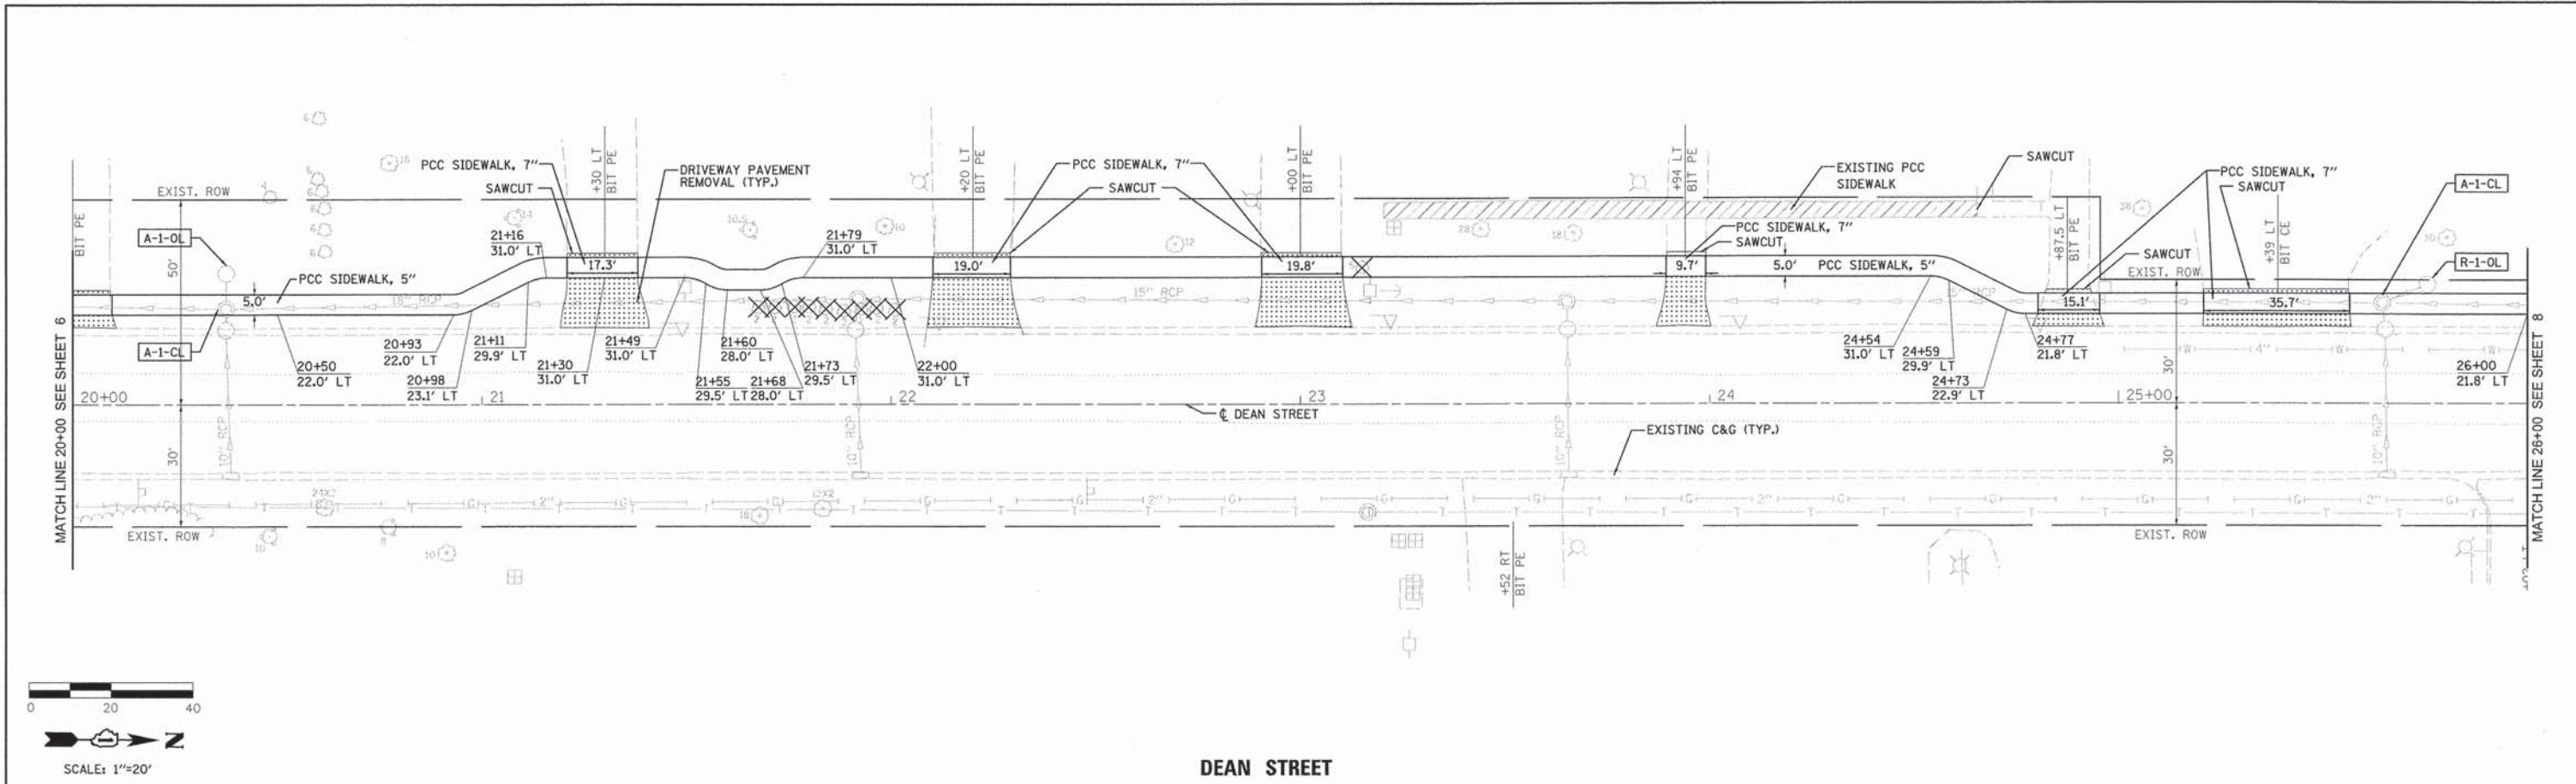 MATCH LINE 20+00 SEE SHEET 6
BIT PE
EXIST. ROW
A-1-OL
50'
5.0'
PCC SIDEWALK, 5"
A-1-CL
18" RCP
20+50
22.0' LT
20+93
22.0' LT
20+98
23.1' LT
21+11
29.9' LT
21+16
31.0' LT
PCC SIDEWALK, 7"
SAWCUT
+30 LT
BIT PE
17.3'
DRIVEWAY PAVEMENT
REMOVAL (TYP.)
21+30
31.0' LT
21+49
31.0' LT
21+55
29.5' LT
21+60
28.0' LT
21+68
28.0' LT
21+73
29.5' LT
21+79
31.0' LT
22+00
31.0' LT
+20 LT
BIT PE
19.0'
PCC SIDEWALK, 7"
SAWCUT
15" RCP
+00 LT
BIT PE
19.8'
+94 LT
BIT PE
PCC SIDEWALK, 7"
SAWCUT
9.7'
EXISTING PCC
SIDEWALK
SAWCUT
5.0'
PCC SIDEWALK, 5"
15" RCP
24+54
31.0' LT
24+59
29.9' LT
24+73
22.9' LT
24+77
21.8' LT
+87.5 LT
BIT PE
SAWCUT
15.1'
PCC SIDEWALK, 7"
SAWCUT
EXIST. ROW
+39 LT
BIT CE
35.7'
A-1-CL
R-1-OL
26+00
21.8' LT
MATCH LINE 26+00 SEE SHEET 8
W 4" W W
20+00
21
22
23
24
25+00
℄ DEAN STREET
30'
30'
30'
10" RCP
10" RCP
10" RCP
10" RCP
EXISTING C&G (TYP.)
G 2" G G G 2" G G G 2" G G G 2" G
EXIST. ROW
EXIST. ROW
+52 RT
BIT PE
0 20 40
N
SCALE: 1"=20'
DEAN STREET